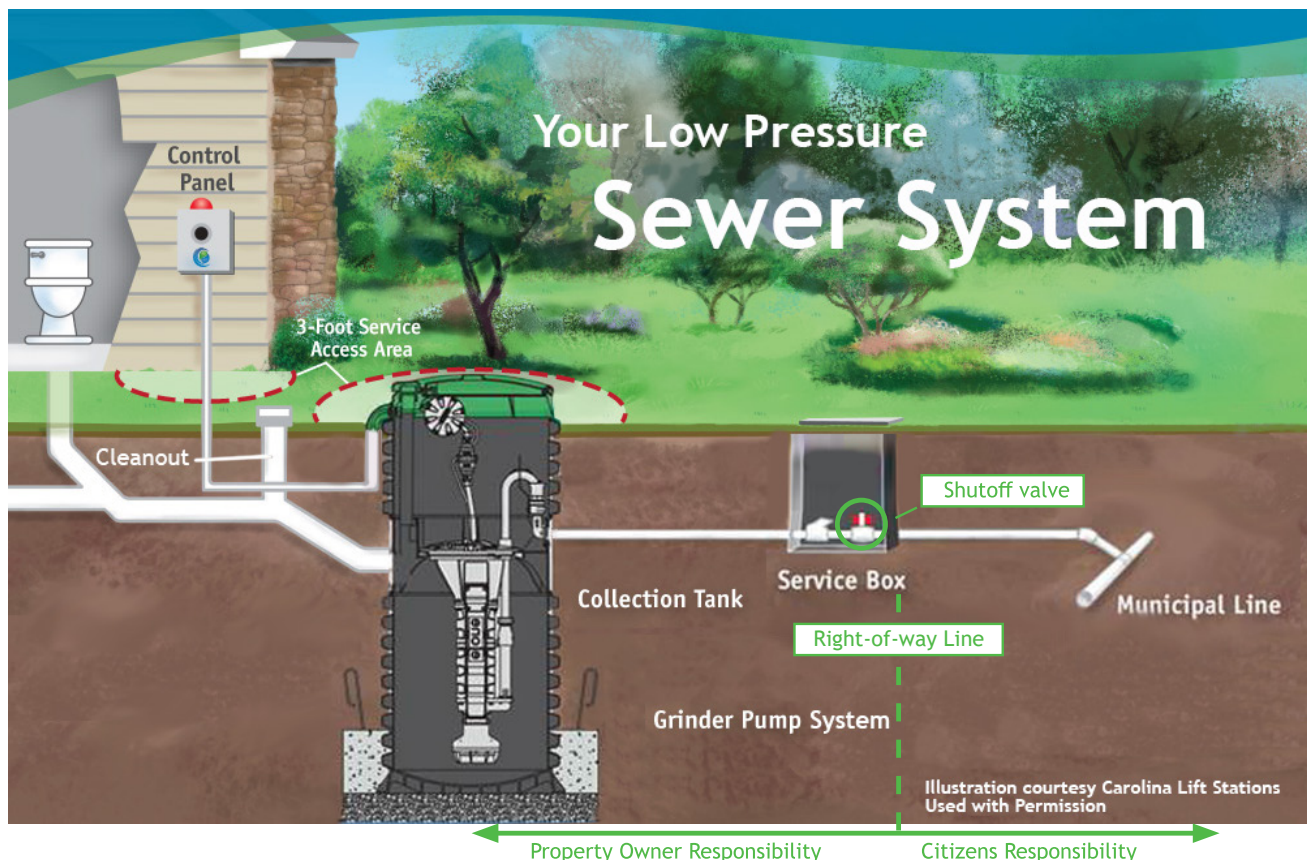 Your Low Pressure
Sewer System
Control
Panel
3-Foot Service
Access Area
Cleanout
Shutoff valve
Service Box
Collection Tank
Municipal Line
Right-of-way Line
Grinder Pump System
Illustration courtesy Carolina Lift Stations
Used with Permission
Property Owner Responsibility
Citizens Responsibility